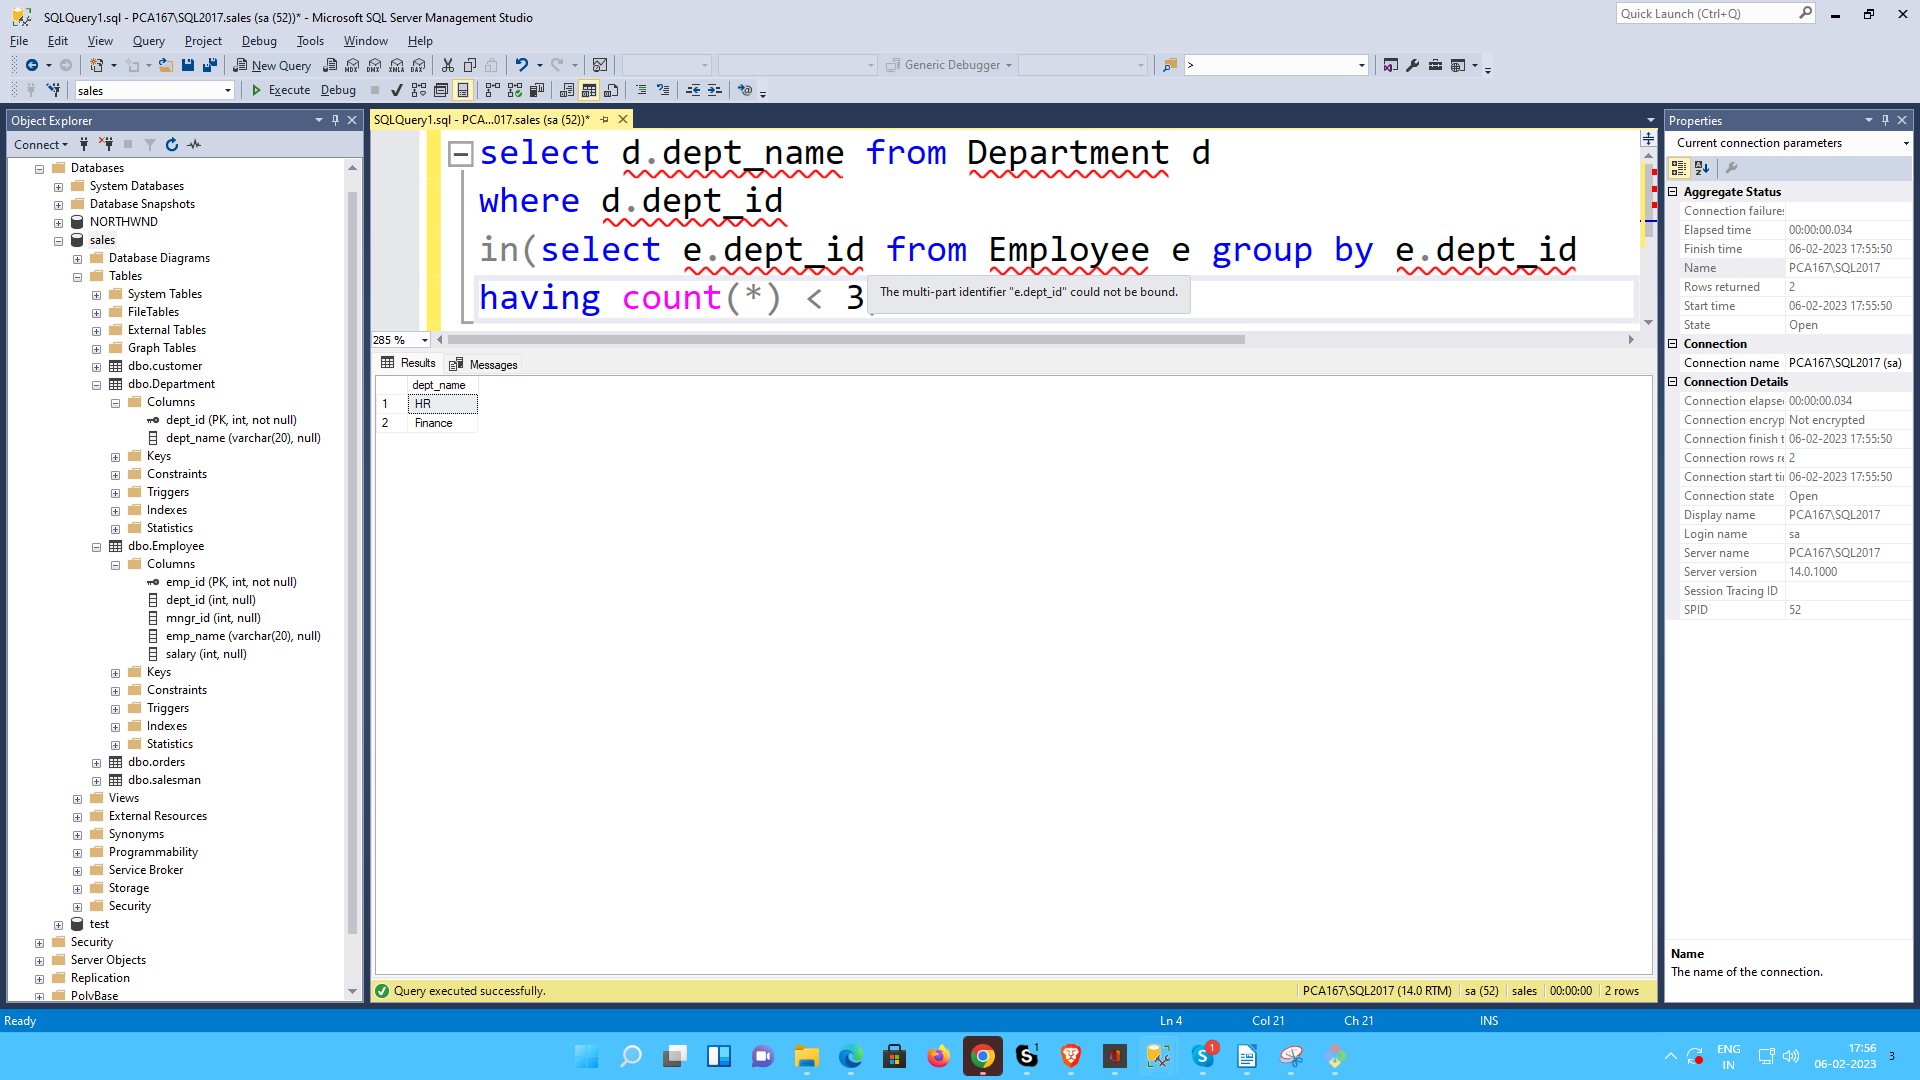 SQLQuery1.sql - PCA167\SQL2017.sales (sa (52))* - Microsoft SQL Server Management Studio
Quick Launch (Ctrl+Q)
File Edit View Query Project Debug Tools Window Help
New Query MDX DMX XMLA DAX Generic Debugger >
sales Execute Debug
Object Explorer
Connect
Databases
System Databases
Database Snapshots
NORTHWND
sales
Database Diagrams
Tables
System Tables
FileTables
External Tables
Graph Tables
dbo.customer
dbo.Department
Columns
dept_id (PK, int, not null)
dept_name (varchar(20), null)
Keys
Constraints
Triggers
Indexes
Statistics
dbo.Employee
Columns
emp_id (PK, int, not null)
dept_id (int, null)
mngr_id (int, null)
emp_name (varchar(20), null)
salary (int, null)
Keys
Constraints
Triggers
Indexes
Statistics
dbo.orders
dbo.salesman
Views
External Resources
Synonyms
Programmability
Service Broker
Storage
Security
test
Security
Server Objects
Replication
PolyBase
SQLQuery1.sql - PCA...017.sales (sa (52))*
select d.dept_name from Department d
where d.dept_id
in(select e.dept_id from Employee e group by e.dept_id
having count(*) < 3
The multi-part identifier "e.dept_id" could not be bound.
285 %
Results Messages
dept_name
1 HR
2 Finance
Query executed successfully.
PCA167\SQL2017 (14.0 RTM) sa (52) sales 00:00:00 2 rows
Properties
Current connection parameters
Aggregate Status
Connection failures
Elapsed time 00:00:00.034
Finish time 06-02-2023 17:55:50
Name PCA167\SQL2017
Rows returned 2
Start time 06-02-2023 17:55:50
State Open
Connection
Connection name PCA167\SQL2017 (sa)
Connection Details
Connection elapse 00:00:00.034
Connection encryp Not encrypted
Connection finish t 06-02-2023 17:55:50
Connection rows re 2
Connection start ti 06-02-2023 17:55:50
Connection state Open
Display name PCA167\SQL2017
Login name sa
Server name PCA167\SQL2017
Server version 14.0.1000
Session Tracing ID
SPID 52
Name
The name of the connection.
Ready Ln 4 Col 21 Ch 21 INS
1
1
ENG
IN
17:56
06-02-2023
3